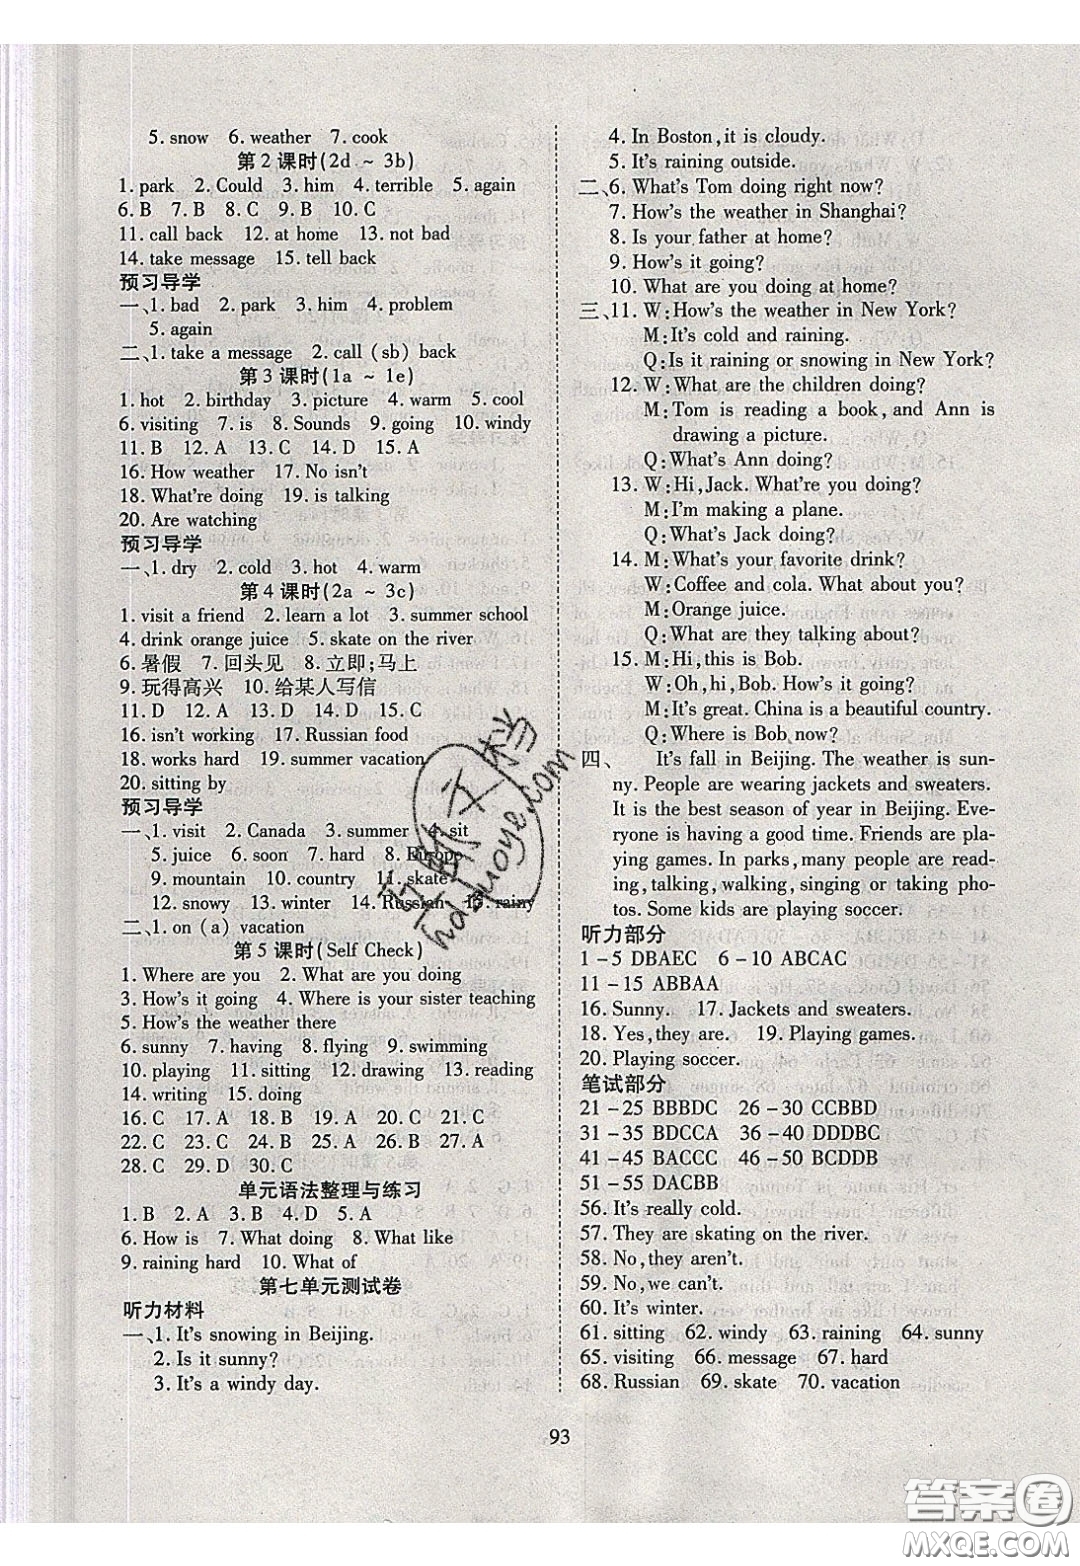 5. snow 6. weather 7. cook
第 2 课时(2d ~ 3b)
1. park 2. Could 3. him 4. terrible 5. again
6. B 7. B 8. C 9. B 10. C
11. call back 12. at home 13. not bad
14. take message 15. tell back
预习导学
一、1. bad 2. park 3. him 4. problem
5. again
二、1. take a message 2. call (sb) back
第 3 课时(1a ~ 1e)
1. hot 2. birthday 3. picture 4. warm 5. cool
6. visiting 7. is 8. Sounds 9. going 10. windy
11. B 12. A 13. C 14. D 15. A
16. How weather 17. No isn't
18. What're doing 19. is talking
20. Are watching
预习导学
一、1. dry 2. cold 3. hot 4. warm
第 4 课时(2a ~ 3c)
1. visit a friend 2. learn a lot 3. summer school
4. drink orange juice 5. skate on the river
6. 暑假 7. 回头见 8. 立即;马上
9. 玩得高兴 10. 给某人写信
11. D 12. A 13. D 14. D 15. C
16. isn't working 17. Russian food
18. works hard 19. summer vacation
20. sitting by
预习导学
一、1. visit 2. Canada 3. summer 4. sit
5. juice 6. soon 7. hard 8. Europe
9. mountain 10. country 11. skate
12. snowy 13. winter 14. Russian 15. rainy
二、1. on (a) vacation
第 5 课时(Self Check)
1. Where are you 2. What are you doing
3. How's it going 4. Where is your sister teaching
5. How's the weather there
6. sunny 7. having 8. flying 9. swimming
10. playing 11. sitting 12. drawing 13. reading
14. writing 15. doing
16. C 17. A 18. B 19. A 20. C 21. C
22. C 23. C 24. B 25. A 26. B 27. A
28. C 29. D 30. C
单元语法整理与练习
1. B 2. A 3. B 4. D 5. A
6. How is 7. What doing 8. What like
9. raining hard 10. What of
第七单元测试卷
听力材料
一、1. It's snowing in Beijing.
2. Is it sunny?
3. It's a windy day.
4. In Boston, it is cloudy.
5. It's raining outside.
二、6. What's Tom doing right now?
7. How's the weather in Shanghai?
8. Is your father at home?
9. How's it going?
10. What are you doing at home?
三、11. W: How's the weather in New York?
M: It's cold and raining.
Q: Is it raining or snowing in New York?
12. W: What are the children doing?
M: Tom is reading a book, and Ann is
drawing a picture.
Q: What's Ann doing?
13. W: Hi, Jack. What're you doing?
M: I'm making a plane.
Q: What's Jack doing?
14. M: What's your favorite drink?
W: Coffee and cola. What about you?
M: Orange juice.
Q: What are they talking about?
15. M: Hi, this is Bob.
W: Oh, hi, Bob. How's it going?
M: It's great. China is a beautiful country.
Q: Where is Bob, now?
四、 It's fall in Beijing. The weather is sun-
ny. People are wearing jackets and sweaters.
It is the best season of year in Beijing. Eve-
ryone is having a good time. Friends are pla-
ying games. In parks, many people are read-
ing, talking, walking, singing or taking pho-
tos. Some kids are playing soccer.
听力部分
1-5 DBAEC 6-10 ABCAC
11-15 ABBAA
16. Sunny. 17. Jackets and sweaters.
18. Yes, they are. 19. Playing games.
20. Playing soccer.
笔试部分
21-25 BBBDC 26-30 CCBBD
31-35 BDCCA 36-40 DDDBC
41-45 BACCC 46-50 BCDDB
51-55 DACBB
56. It's really cold.
57. They are skating on the river.
58. No, they aren't.
59. No, we can't.
60. It's winter.
61. sitting 62. windy 63. raining 64. sunny
65. visiting 66. message 67. hard
68. Russian 69. skate 70. vacation
93
答案圈
MXQE.COM